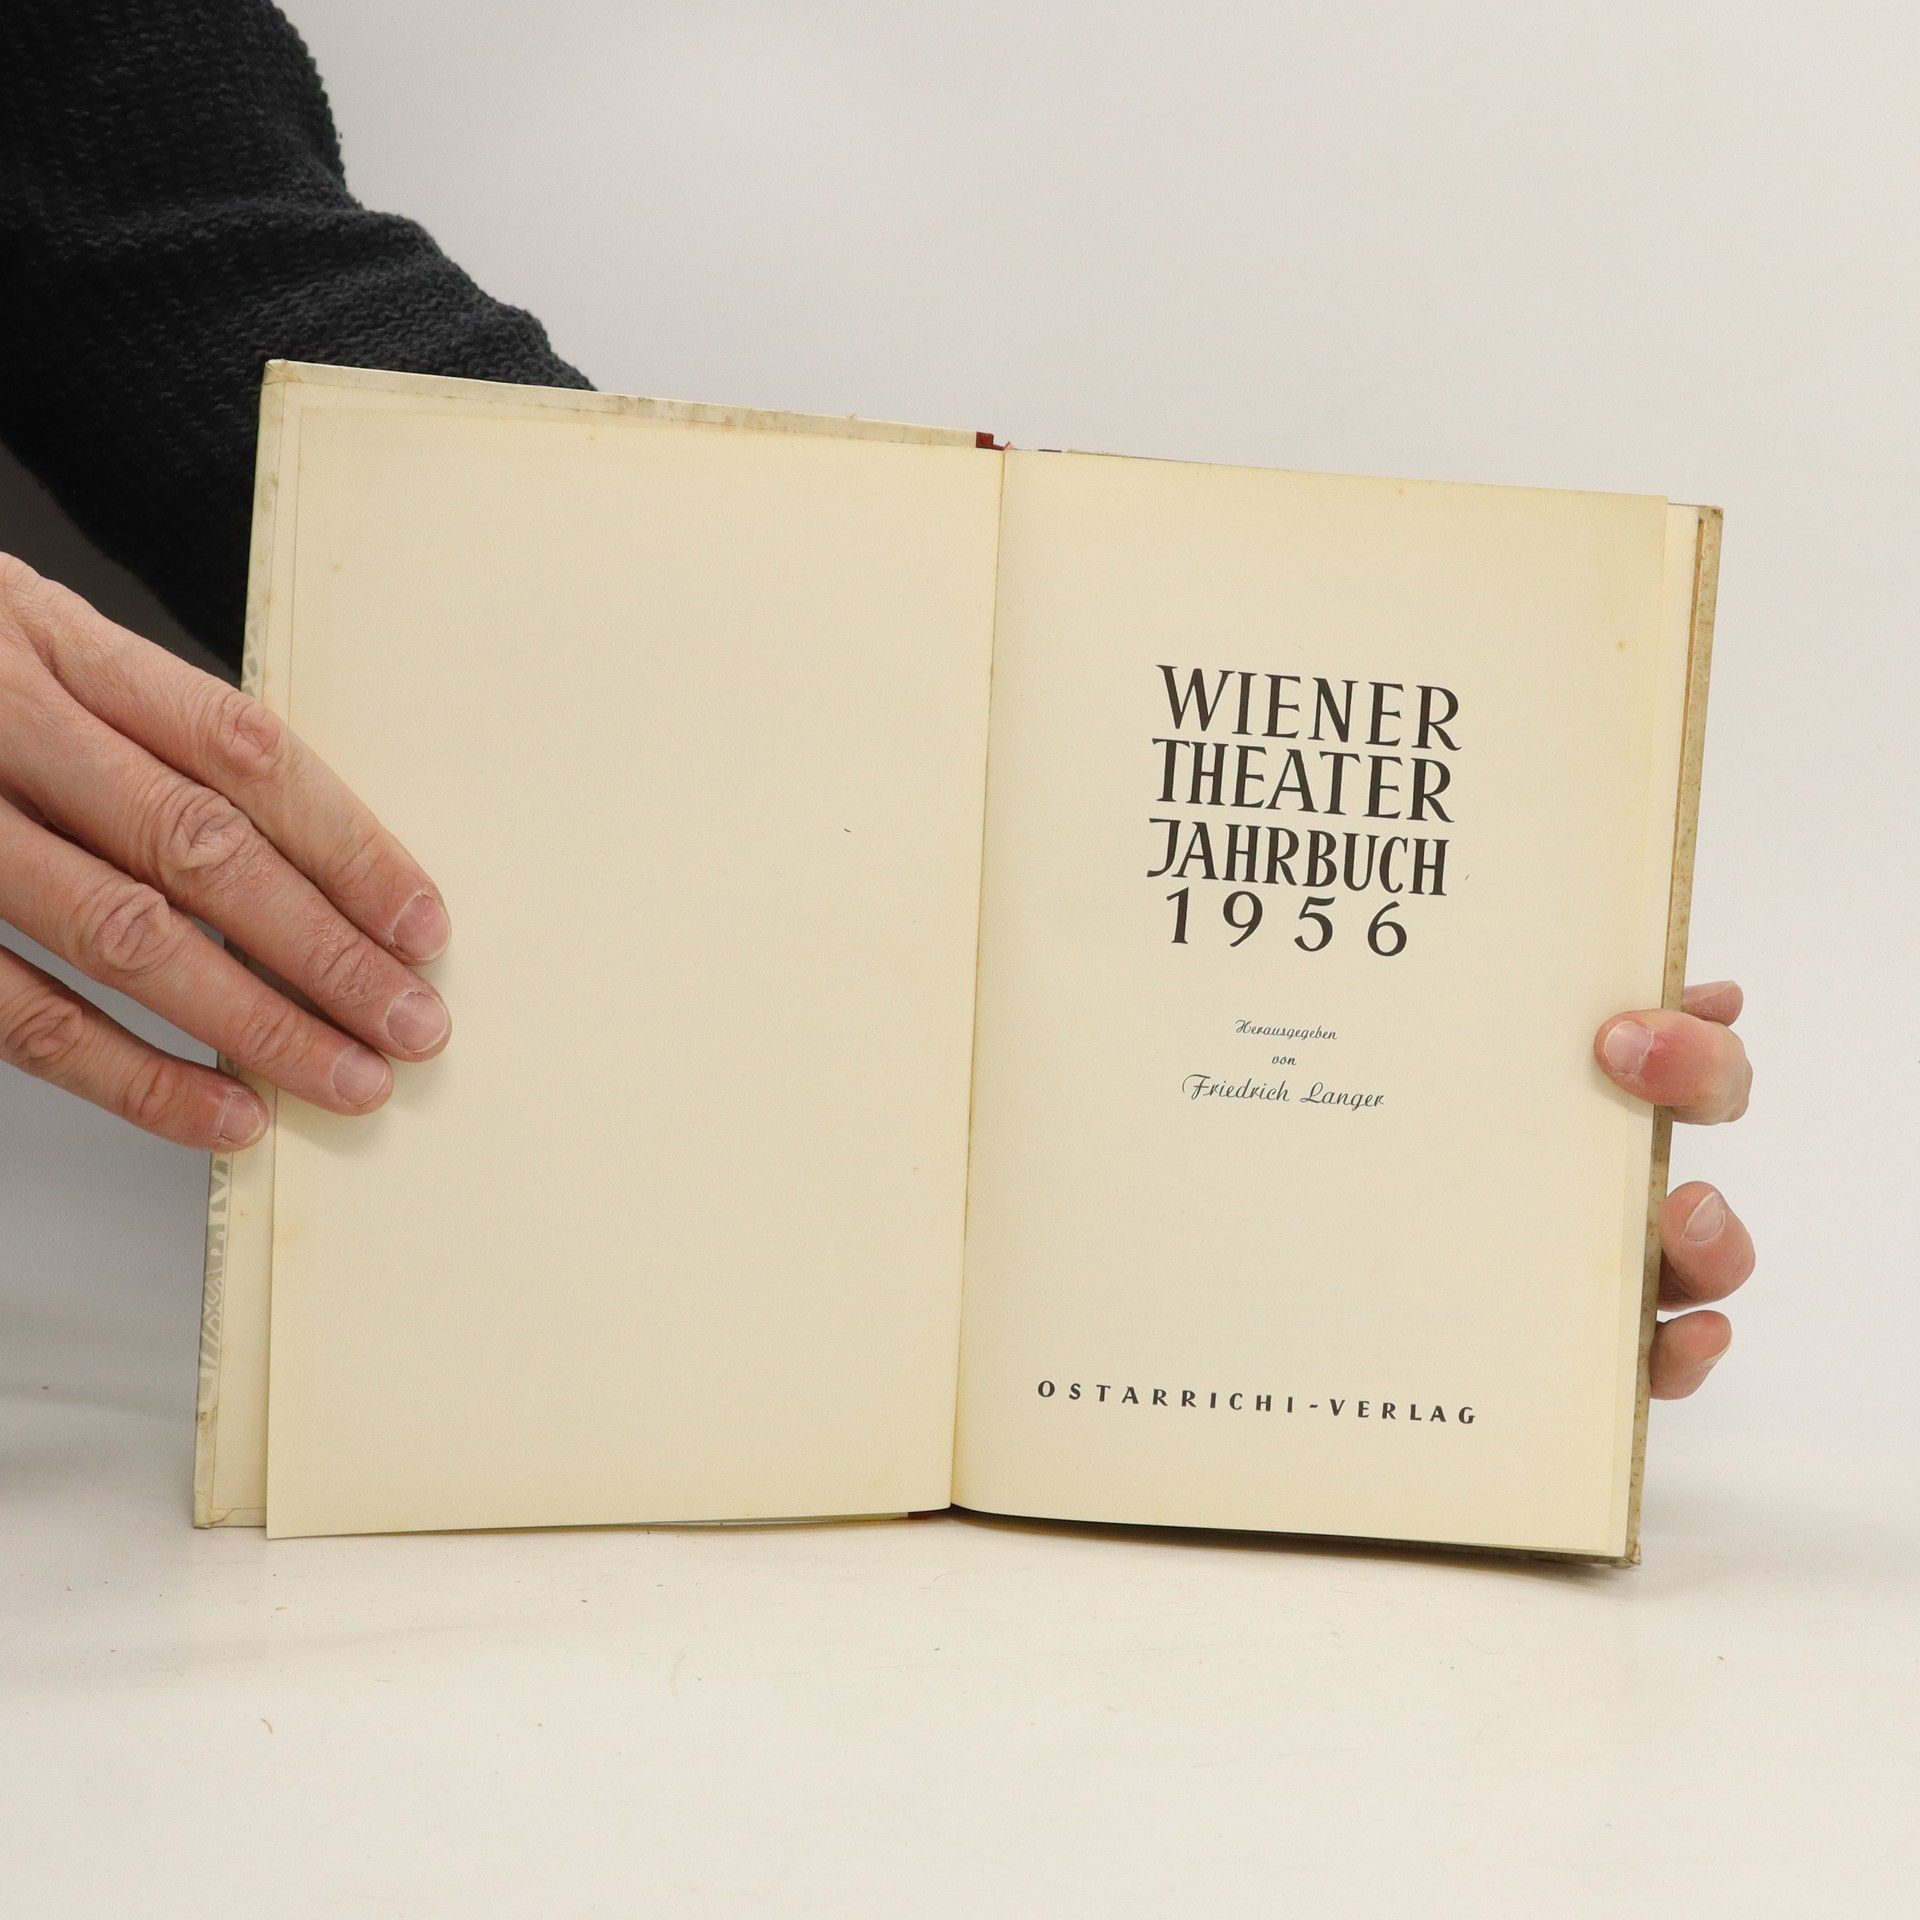 WIENER
THEATER
JAHRBUCH
1956
Herausgegeben
von
Friedrich Langer
OSTARRICHI-VERLAG